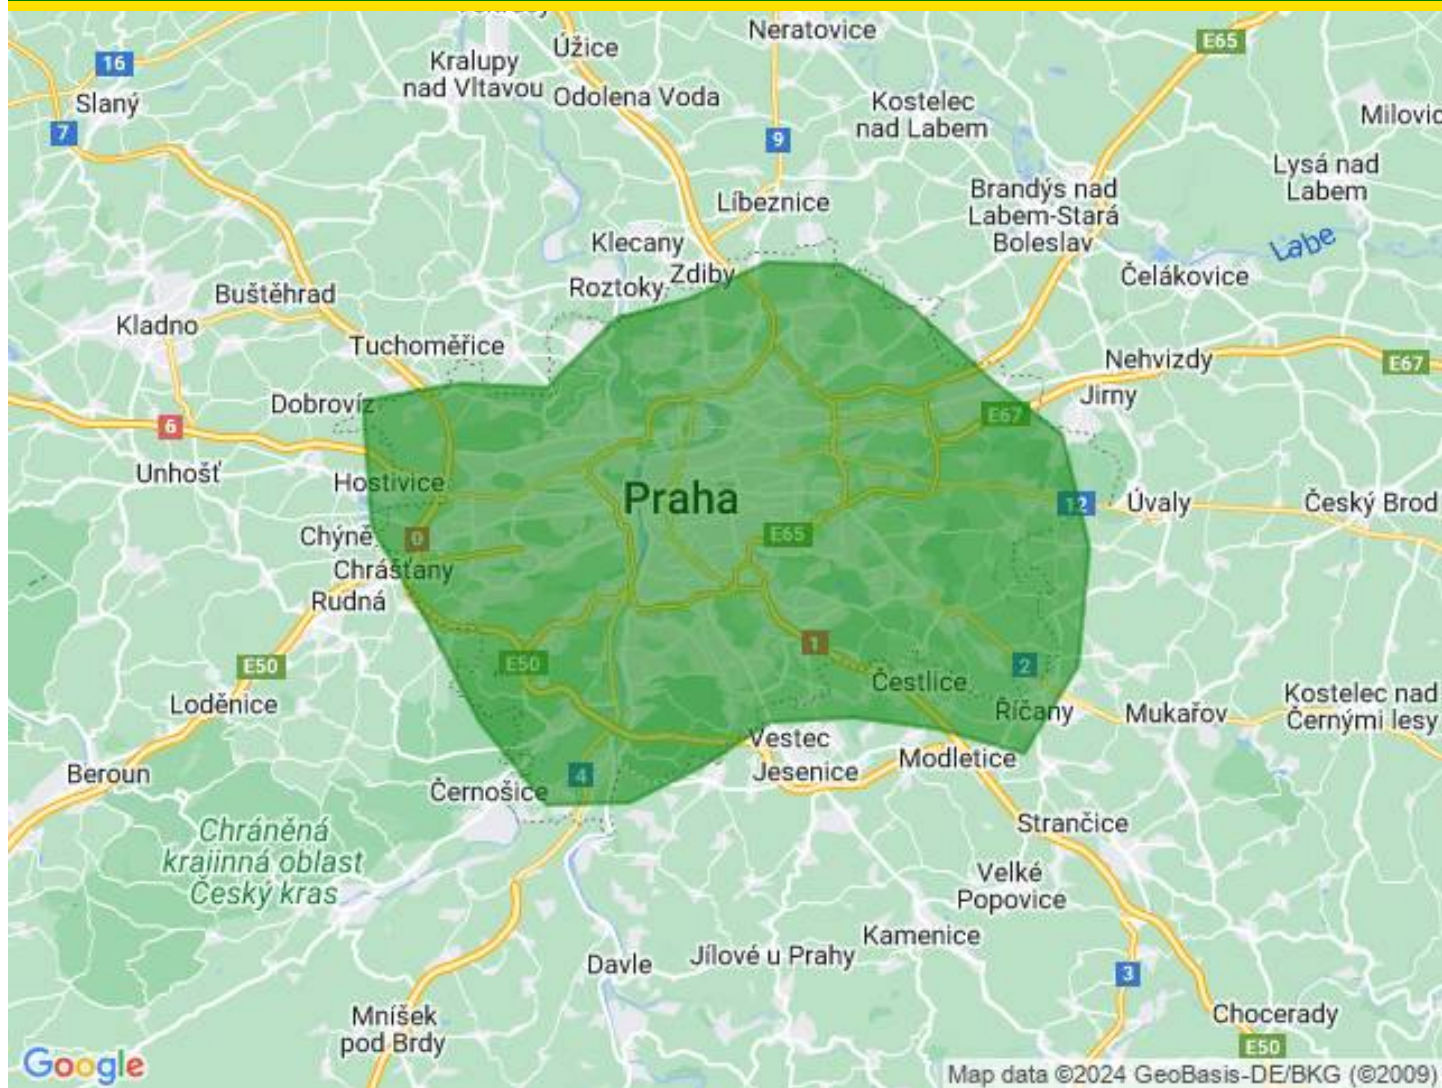 Neratovice
E65
Úžice
Kralupy
nad Vltavou
16
Odolena Voda
Slaný
Kostelec
nad Labem
7
9
Lysá nad
Labem
Brandýs nad
Labem-Stará
Boleslav
Líbeznice
Klecany
Labe
Zdiby
Roztoky
Čelákovice
Buštěhrad
Kladno
Tuchoměřice
Nehvizdy
E67
Jirny
Dobrovíz
E67
6
Unhošť
Hostivice
Praha
12
Úvaly
Český Brod
Chýně
0
E65
Chrášťany
Rudná
1
E50
E50
2
Čestlice
Loděnice
Říčany
Mukařov
Kostelec nad
Černými lesy
Vestec
Modletice
Beroun
4
Jesenice
Černošice
Strančice
Chráněná
krajinná oblast
Český kras
Velké
Popovice
Kamenice
Jílové u Prahy
Davle
3
Mníšek
pod Brdy
Chocerady
E50
Google
Map data ©2024 GeoBasis-DE/BKG (©2009)